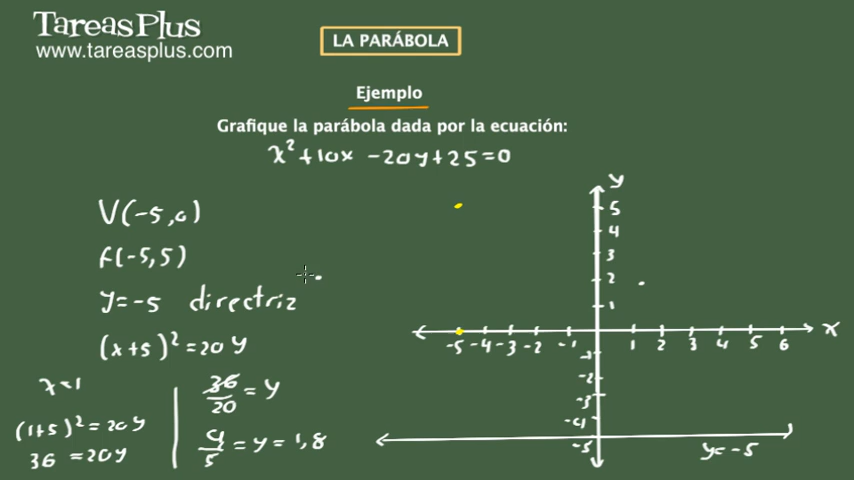 TareasPlus
www.tareasplus.com
LA PARÁBOLA
Ejemplo
Grafique la parábola dada por la ecuación:
x² + 10x - 20y + 25 = 0
V(-5,0)
F(-5,5)
y = -5 directriz
(x+5)² = 20y
x = 1
(1+5)² = 20y
36 = 20y
36/20 = y
9/5 = y = 1,8
y
5
4
3
2
1
x
-5 -4 -3 -2 -1 1 2 3 4 5 6
-2
-3
-4
-5
y = -5